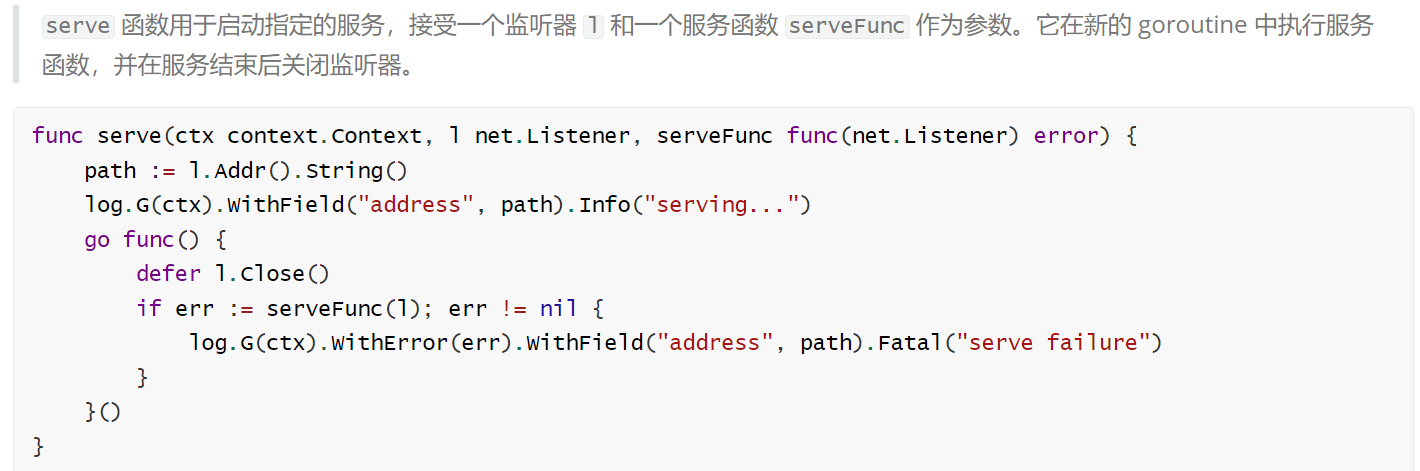 serve 函数用于启动指定的服务，接受一个监听器 l 和一个服务函数 serveFunc 作为参数。它在新的 goroutine 中执行服务
函数，并在服务结束后关闭监听器。
func serve(ctx context.Context, l net.Listener, serveFunc func(net.Listener) error) {
    path := l.Addr().String()
    log.G(ctx).WithField("address", path).Info("serving...")
    go func() {
        defer l.Close()
        if err := serveFunc(l); err != nil {
            log.G(ctx).WithError(err).WithField("address", path).Fatal("serve failure")
        }
    }()
}